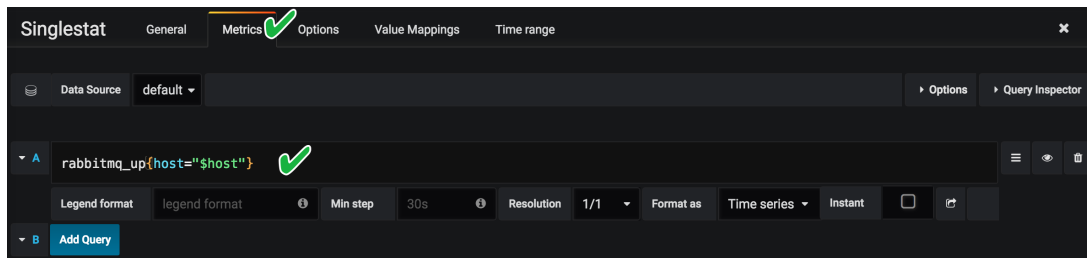 Singlestat General Metrics Options Value Mappings Time range ×
Data Source default Options Query Inspector
A rabbitmq_up{host="$host"}
Legend format legend format Min step 30s Resolution 1/1 Format as Time series Instant
B Add Query